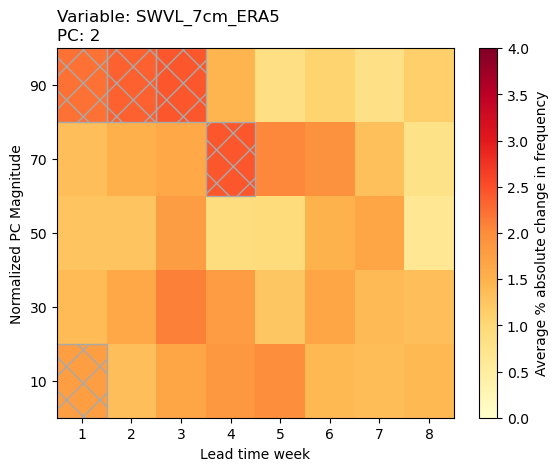 Variable: SWVL_7cm_ERA5
PC: 2
90
70
50
30
10
Normalized PC Magnitude
1 2 3 4 5 6 7 8
Lead time week
4.0
3.5
3.0
2.5
2.0
1.5
1.0
0.5
0.0
Average % absolute change in frequency